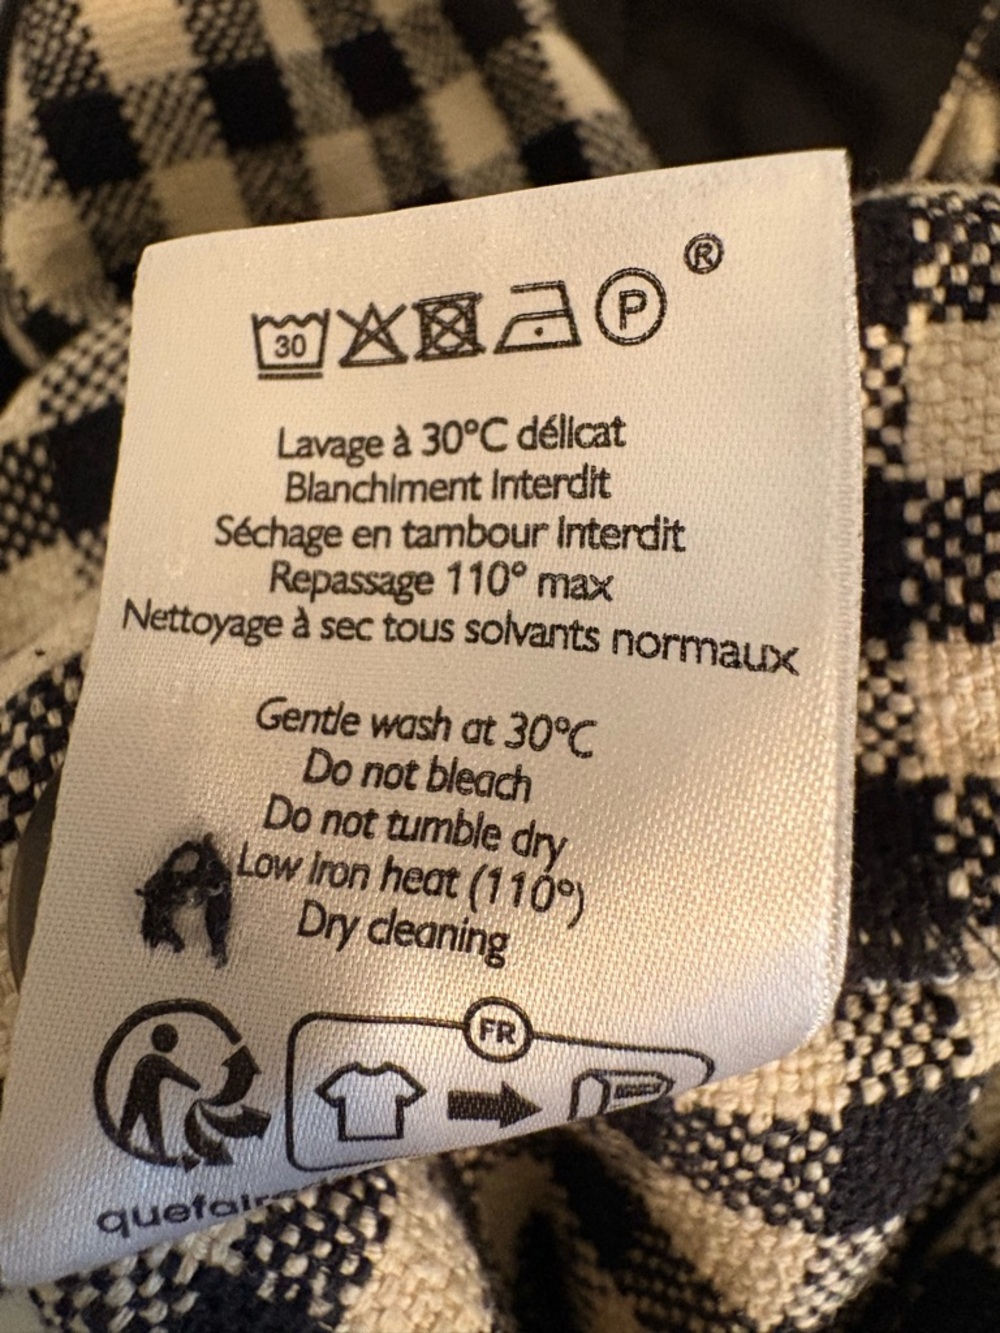 ®
30 P
Lavage à 30°C délicat
Blanchiment Interdit
Séchage en tambour Interdit
Repassage 110° max
Nettoyage à sec tous solvants normaux
Gentle wash at 30°C
Do not bleach
Do not tumble dry
Low Iron heat (110°)
Dry cleaning
FR